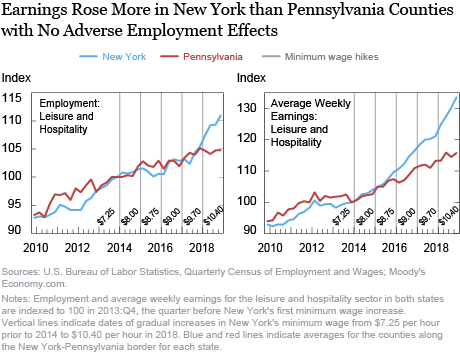 Earnings Rose More in New York than Pennsylvania Counties
with No Adverse Employment Effects
New York Pennsylvania Minimum wage hikes
Index
115
110
105
100
95
90
Employment:
Leisure and
Hospitality
$7.25 $8.00 $8.75 $9.00 $9.70 $10.40
2010 2012 2014 2016 2018
Index
130
120
110
100
90
Average Weekly
Earnings:
Leisure and
Hospitality
$7.25 $8.00 $8.75 $9.00 $9.70 $10.40
2010 2012 2014 2016 2018
Sources: U.S. Bureau of Labor Statistics, Quarterly Census of Employment and Wages; Moody's
Economy.com.
Notes: Employment and average weekly earnings for the leisure and hospitality sector in both states
are indexed to 100 in 2013:Q4, the quarter before New York's first minimum wage increase.
Vertical lines indicate dates of gradual increases in New York's minimum wage from $7.25 per hour
prior to 2014 to $10.40 per hour in 2018. Blue and red lines indicate averages for the counties along
the New York-Pennsylvania border for each state.